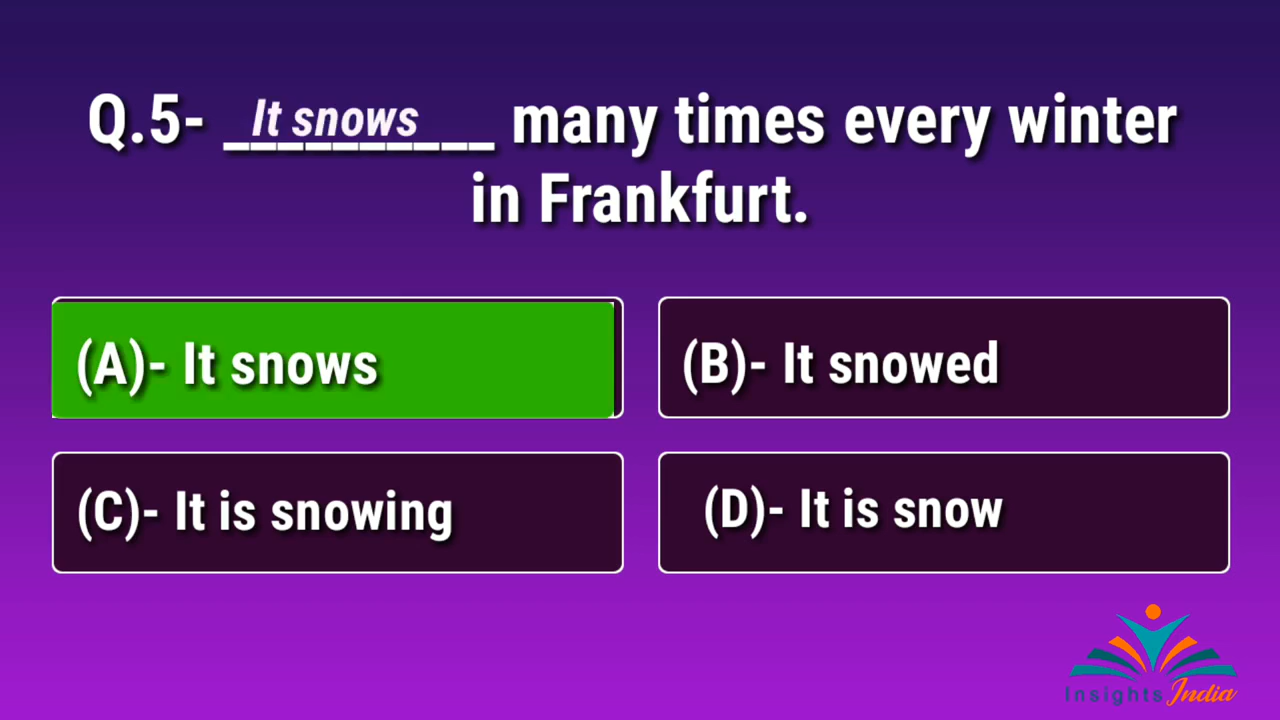 Q.5- It snows many times every winter
in Frankfurt.
(A)- It snows
(B)- It snowed
(C)- It is snowing
(D)- It is snow
Insights India